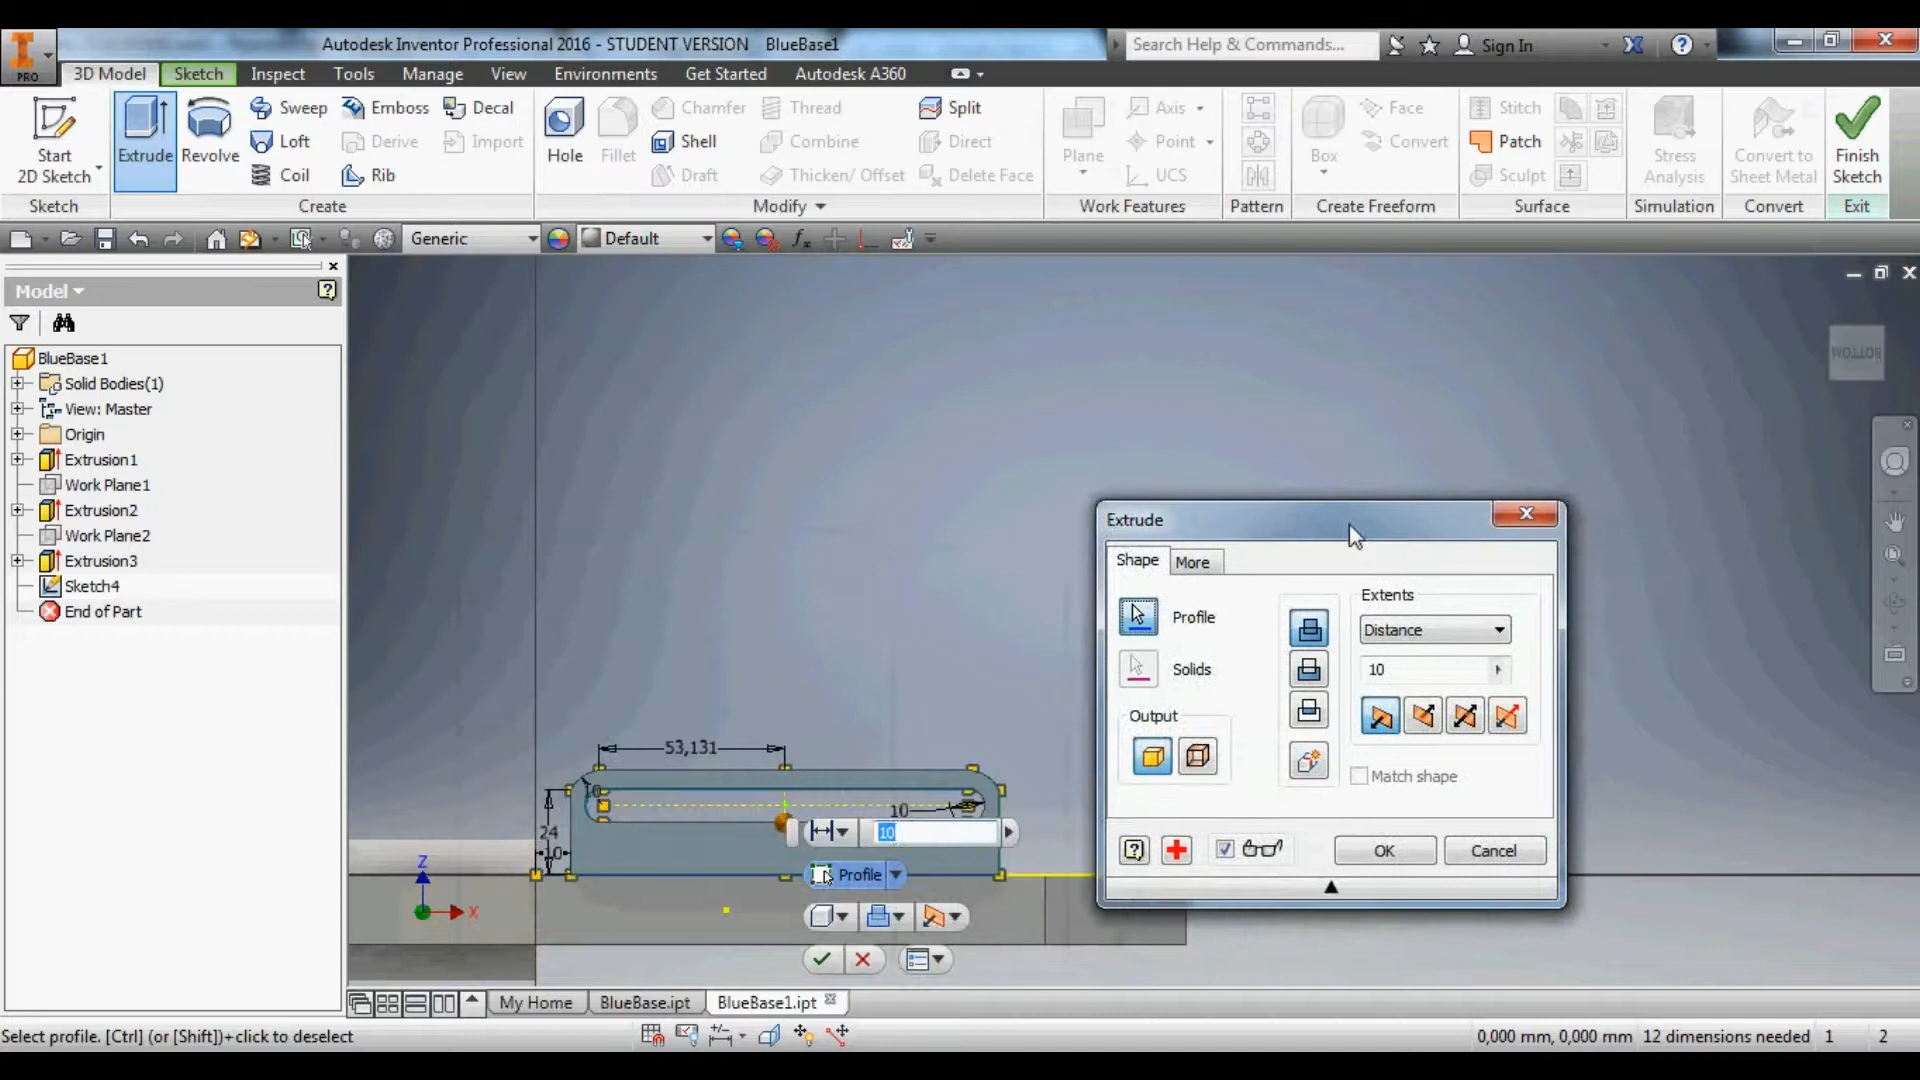 Autodesk Inventor Professional 2016 - STUDENT VERSION BlueBase1
Search Help & Commands...
Sign In
PRO
3D Model Sketch Inspect Tools Manage View Environments Get Started Autodesk A360
Start
2D Sketch
Extrude
Revolve
Sweep
Loft
Coil
Emboss
Derive
Rib
Decal
Import
Hole
Fillet
Chamfer
Shell
Draft
Thread
Combine
Thicken/ Offset
Split
Direct
Delete Face
Plane
Axis
Point
UCS
Box
Face
Convert
Stitch
Patch
Sculpt
Stress
Analysis
Convert to
Sheet Metal
Finish
Sketch
Sketch Create Modify Work Features Pattern Create Freeform Surface Simulation Convert Exit
Generic
Default
fx
Model
BlueBase1
Solid Bodies(1)
View: Master
Origin
Extrusion1
Work Plane1
Extrusion2
Work Plane2
Extrusion3
Sketch4
End of Part
BOTTOM
53,131
10
10
24
10
10
Profile
Z
X
Extrude
Shape More
Profile
Solids
Output
Extents
Distance
10
Match shape
OK
Cancel
My Home BlueBase.ipt BlueBase1.ipt
Select profile. [Ctrl] (or [Shift])+click to deselect
0,000 mm, 0,000 mm 12 dimensions needed 1 2